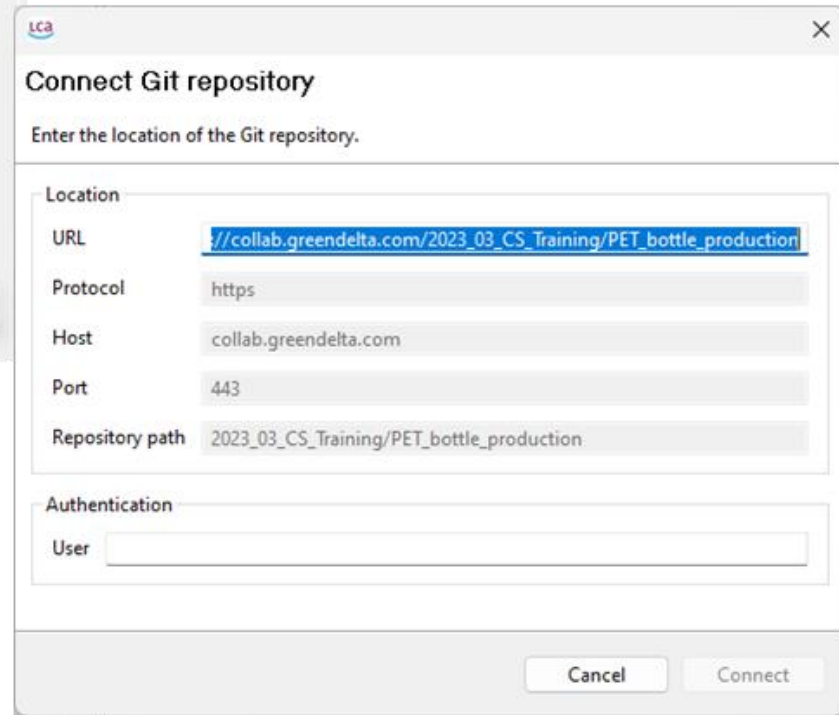 LCA
Connect Git repository
Enter the location of the Git repository.
Location
URL ://collab.greendelta.com/2023_03_CS_Training/PET_bottle_production
Protocol https
Host collab.greendelta.com
Port 443
Repository path 2023_03_CS_Training/PET_bottle_production
Authentication
User
Cancel Connect